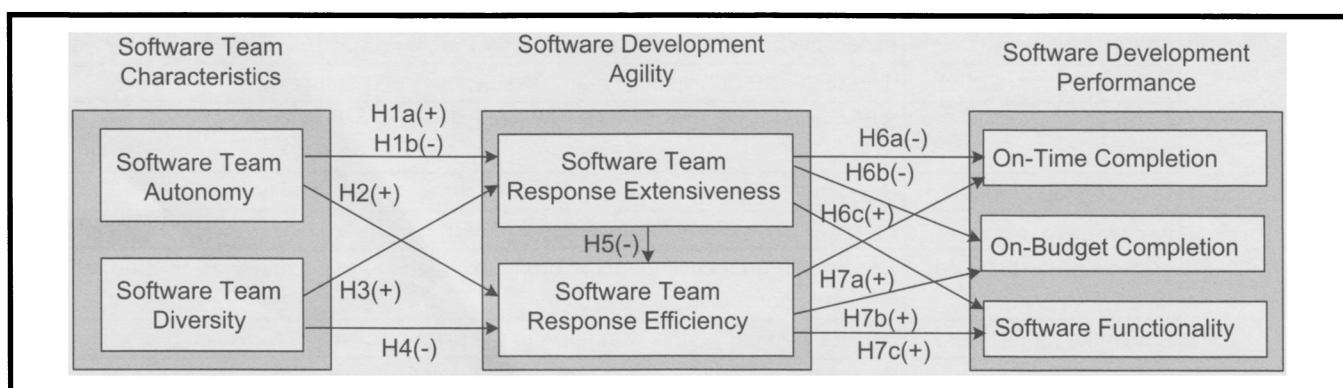 Software Team
Characteristics
Software Development
Agility
Software Development
Performance
H1a(+)
H1b(-)
H2(+)
H3(+)
H4(-)
Software Team
Autonomy
Software Team
Diversity
Software Team
Response Extensiveness
H5(-)
Software Team
Response Efficiency
H6a(-)
H6b(-)
H6c(+)
H7a(+)
H7b(+)
H7c(+)
On-Time Completion
On-Budget Completion
Software Functionality